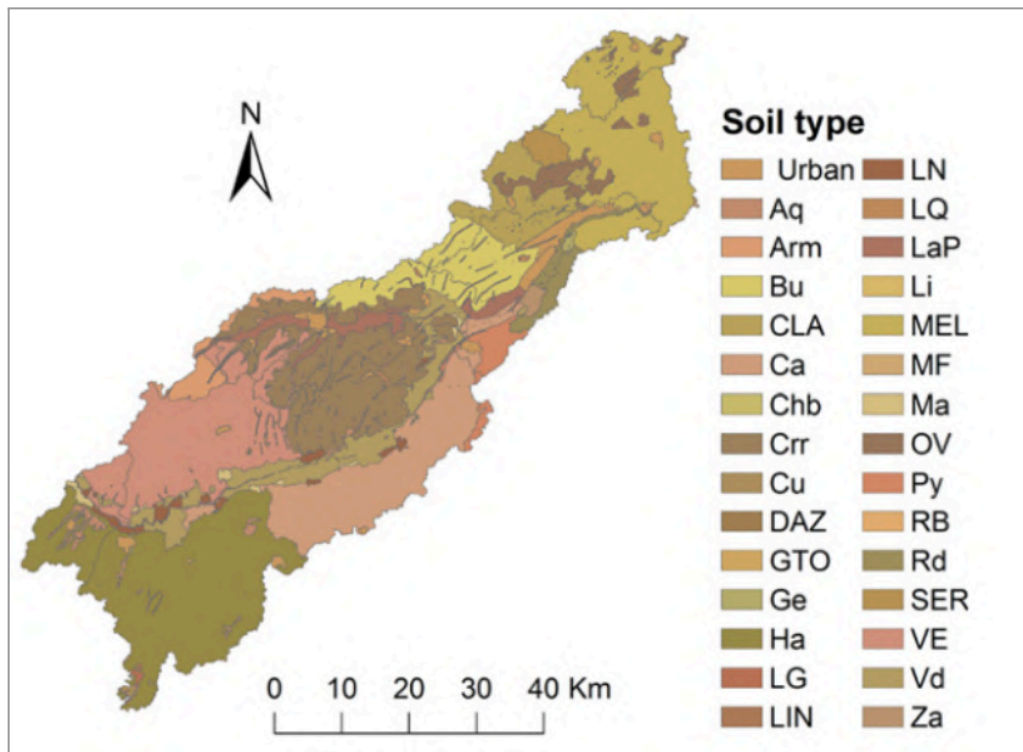 N
Soil type
Urban
LN
Aq
LQ
Arm
LaP
Bu
Li
CLA
MEL
Ca
MF
Chb
Ma
Crr
OV
Cu
Py
DAZ
RB
GTO
Rd
Ge
SER
Ha
VE
LG
Vd
LIN
Za
0 10 20 30 40 Km